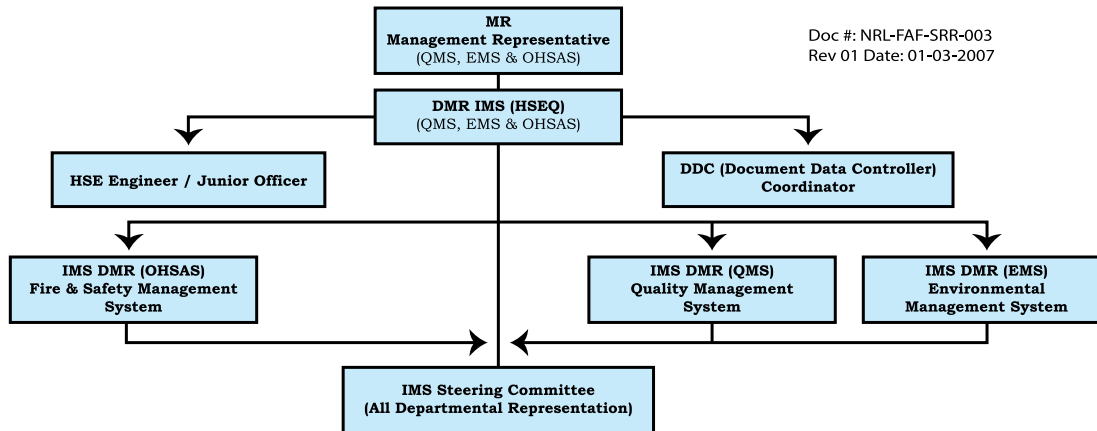 MR
Management Representative
(QMS, EMS & OHSAS)
Doc #: NRL-FAF-SRR-003
Rev 01 Date: 01-03-2007
DMR IMS (HSEQ)
(QMS, EMS & OHSAS)
HSE Engineer / Junior Officer
DDC (Document Data Controller)
Coordinator
IMS DMR (OHSAS)
Fire & Safety Management
System
IMS DMR (QMS)
Quality Management
System
IMS DMR (EMS)
Environmental
Management System
IMS Steering Committee
(All Departmental Representation)